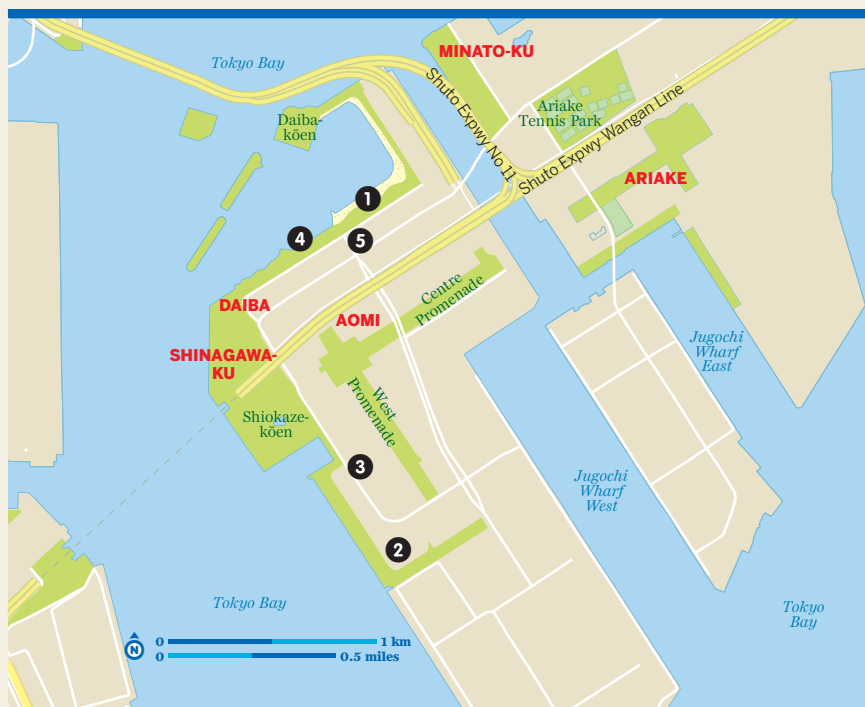 MINATO-KU
Tokyo Bay
Shuto Expwy No 11
Ariake
Tennis Park
Shuto Expwy Wangan Line
Daiba-
kōen
ARIAKE
1
4
5
DAIBA
AOMI
Centre
Promenade
SHINAGAWA-
KU
Jugochi
Wharf
East
West
Promenade
Shiokaze-
kōen
3
Jugochi
Wharf
West
2
Tokyo Bay
Tokyo
Bay
N
0 1 km
0 0.5 miles